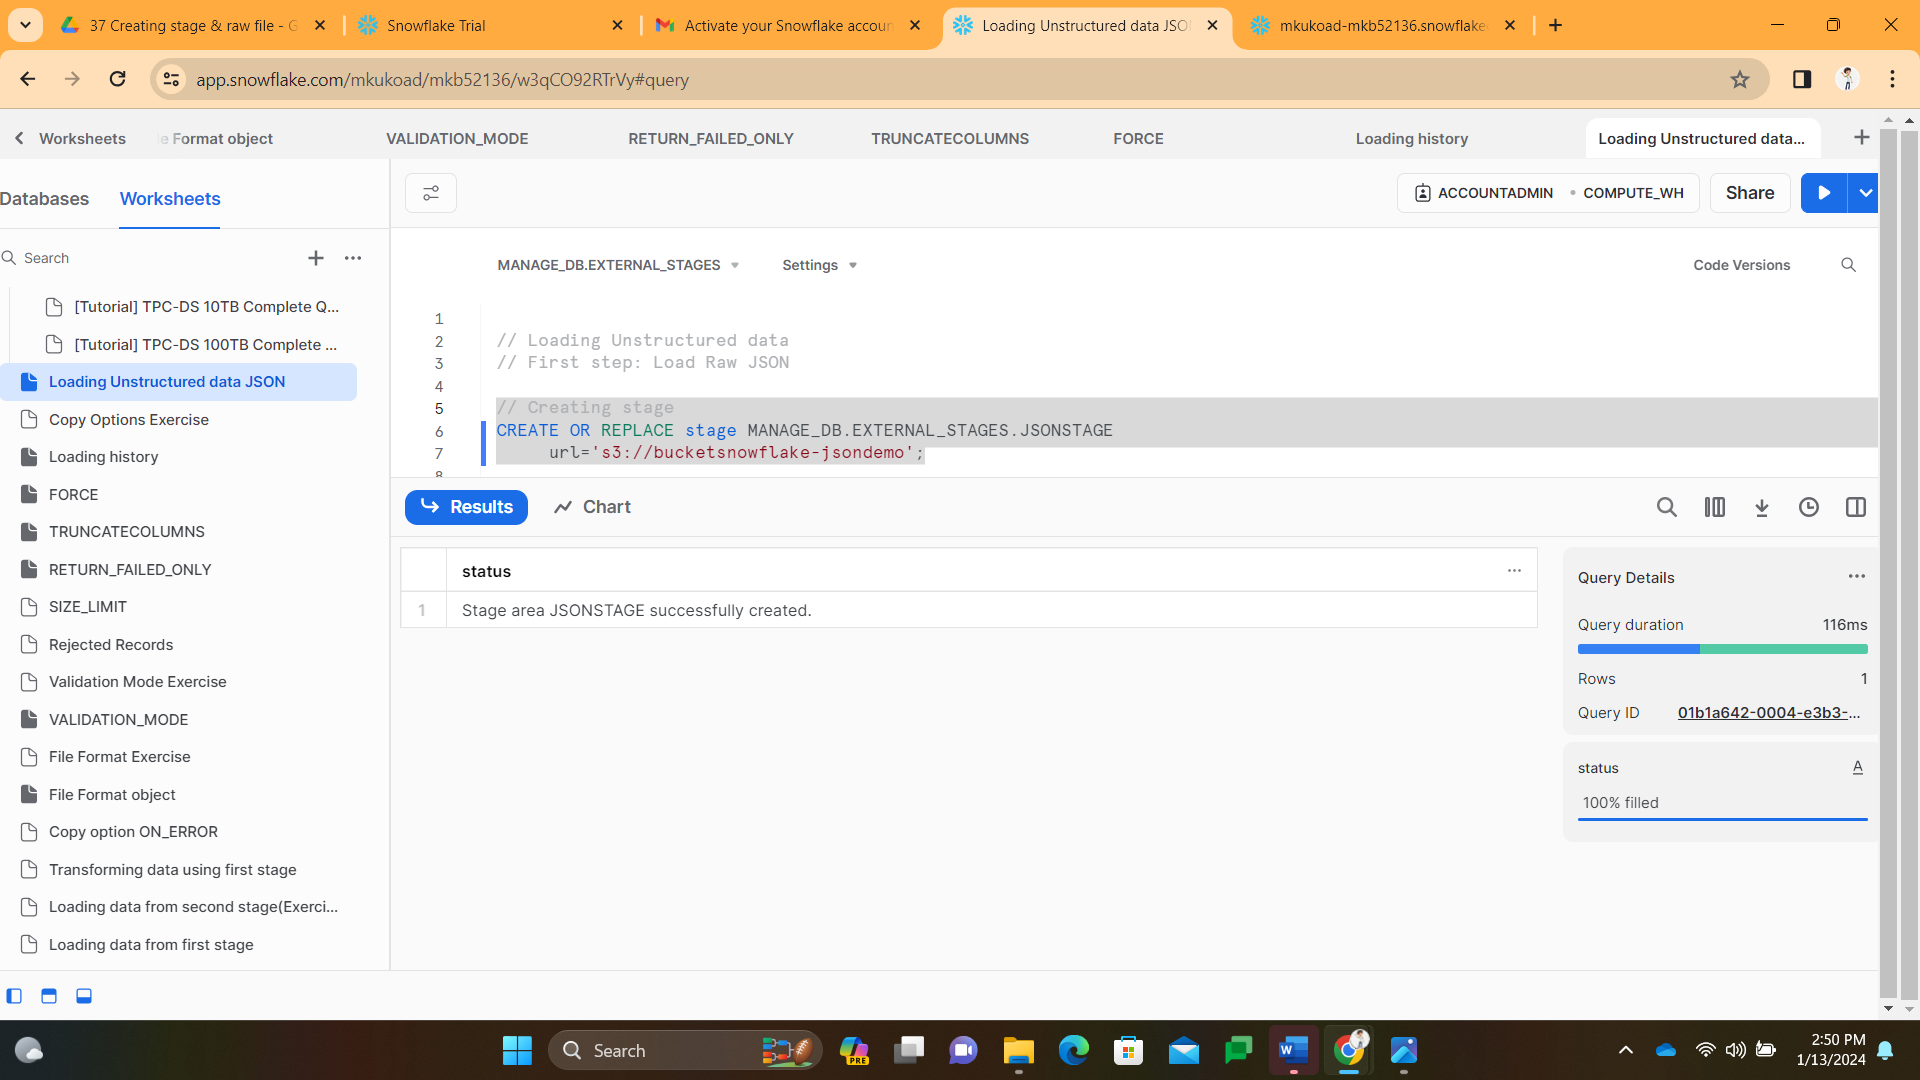 37 Creating stage & raw file - G
Snowflake Trial
Activate your Snowflake accoun
Loading Unstructured data JSO
mkukoad-mkb52136.snowflake
app.snowflake.com/mkukoad/mkb52136/w3qCO92RTrVy#query
Worksheets
le Format object
VALIDATION_MODE
RETURN_FAILED_ONLY
TRUNCATECOLUMNS
FORCE
Loading history
Loading Unstructured data...
Databases
Worksheets
ACCOUNTADMIN • COMPUTE_WH
Share
Search
MANAGE_DB.EXTERNAL_STAGES
Settings
Code Versions
[Tutorial] TPC-DS 10TB Complete Q...
[Tutorial] TPC-DS 100TB Complete ...
Loading Unstructured data JSON
Copy Options Exercise
Loading history
FORCE
TRUNCATECOLUMNS
RETURN_FAILED_ONLY
SIZE_LIMIT
Rejected Records
Validation Mode Exercise
VALIDATION_MODE
File Format Exercise
File Format object
Copy option ON_ERROR
Transforming data using first stage
Loading data from second stage(Exerci...
Loading data from first stage
1
2 // Loading Unstructured data
3 // First step: Load Raw JSON
4
5 // Creating stage
6 CREATE OR REPLACE stage MANAGE_DB.EXTERNAL_STAGES.JSONSTAGE
7 url='s3://bucketsnowflake-jsondemo';
8
Results
Chart
status
1 Stage area JSONSTAGE successfully created.
Query Details
Query duration 116ms
Rows 1
Query ID 01b1a642-0004-e3b3-...
status A
100% filled
Search
PRE
2:50 PM
1/13/2024